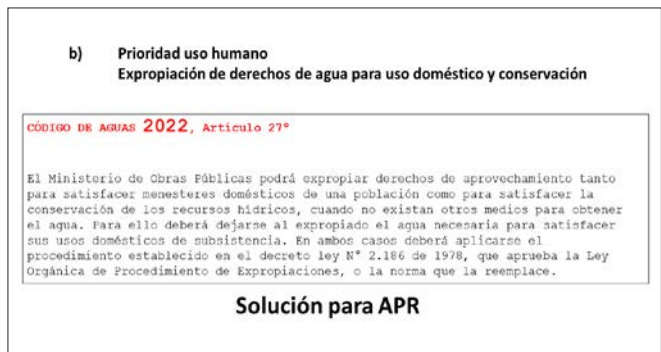 b) Prioridad uso humano
Expropiación de derechos de agua para uso doméstico y conservación
CÓDIGO DE AGUAS 2022, Artículo 27°
El Ministerio de Obras Públicas podrá expropiar derechos de aprovechamiento tanto
para satisfacer menesteres domésticos de una población como para satisfacer la
conservación de los recursos hídricos, cuando no existan otros medios para obtener
el agua. Para ello deberá dejarse al expropiado el agua necesaria para satisfacer
sus usos domésticos de subsistencia. En ambos casos deberá aplicarse el
procedimiento establecido en el decreto ley N° 2.186 de 1978, que aprueba la Ley
Orgánica de Procedimiento de Expropiaciones, o la norma que la reemplace.
Solución para APR